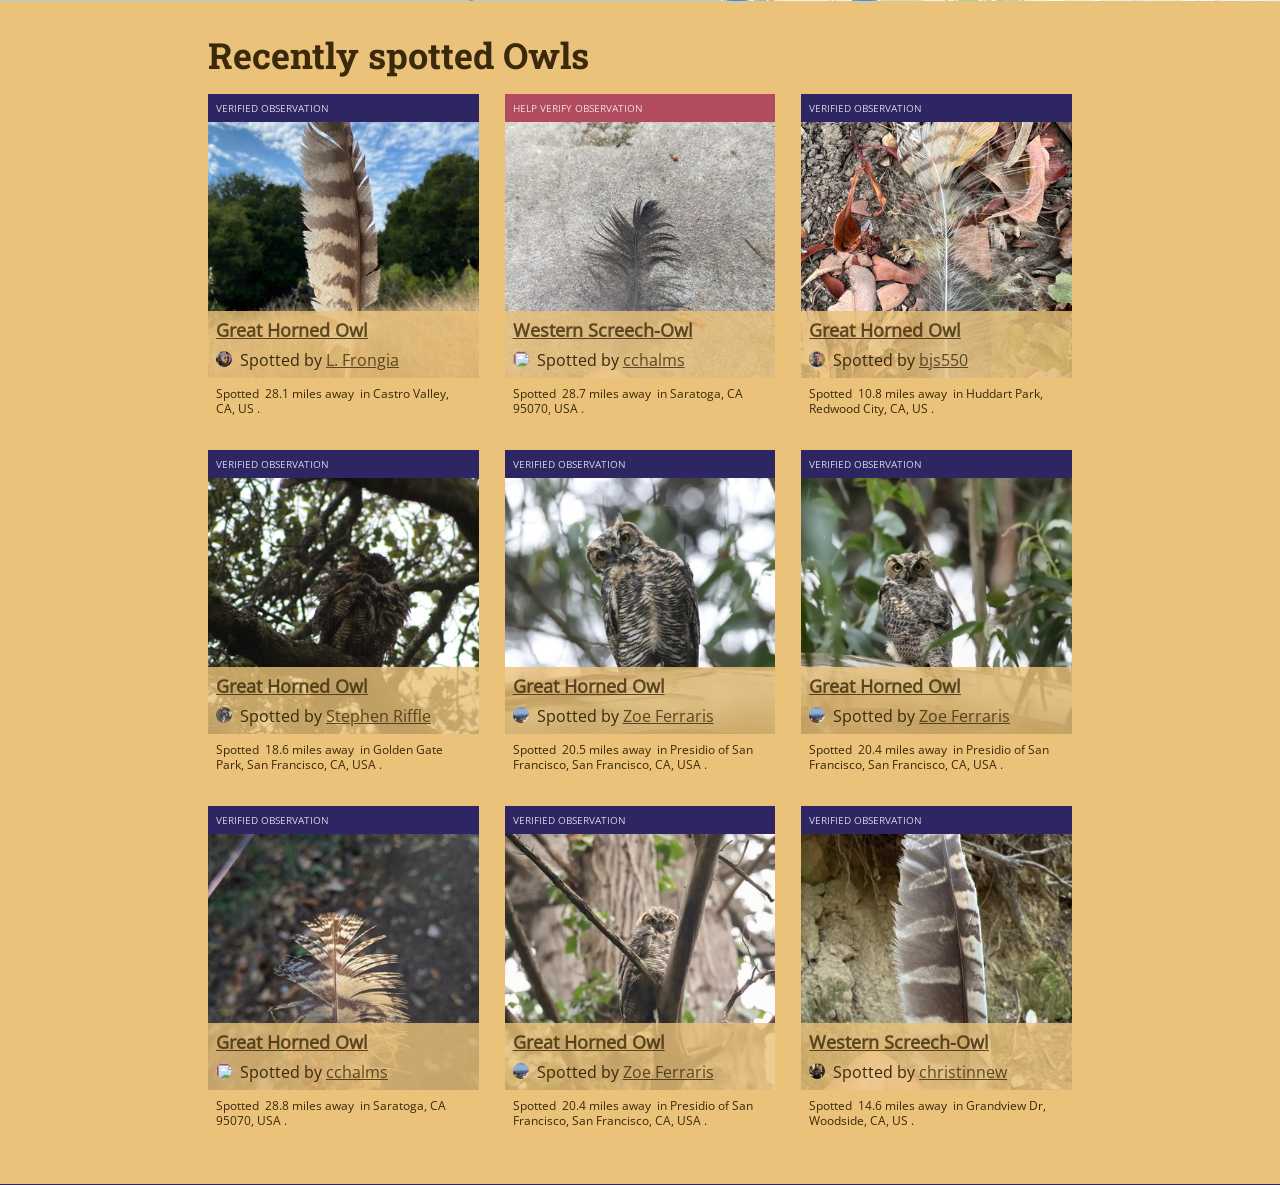 Recently spotted Owls
VERIFIED OBSERVATION
Great Horned Owl
Spotted by L. Frongia
Spotted 28.1 miles away in Castro Valley,
CA, US .
HELP VERIFY OBSERVATION
Western Screech-Owl
Spotted by cchalms
Spotted 28.7 miles away in Saratoga, CA
95070, USA .
VERIFIED OBSERVATION
Great Horned Owl
Spotted by bjs550
Spotted 10.8 miles away in Huddart Park,
Redwood City, CA, US .
VERIFIED OBSERVATION
Great Horned Owl
Spotted by Stephen Riffle
Spotted 18.6 miles away in Golden Gate
Park, San Francisco, CA, USA .
VERIFIED OBSERVATION
Great Horned Owl
Spotted by Zoe Ferraris
Spotted 20.5 miles away in Presidio of San
Francisco, San Francisco, CA, USA .
VERIFIED OBSERVATION
Great Horned Owl
Spotted by Zoe Ferraris
Spotted 20.4 miles away in Presidio of San
Francisco, San Francisco, CA, USA .
VERIFIED OBSERVATION
Great Horned Owl
Spotted by cchalms
Spotted 28.8 miles away in Saratoga, CA
95070, USA .
VERIFIED OBSERVATION
Great Horned Owl
Spotted by Zoe Ferraris
Spotted 20.4 miles away in Presidio of San
Francisco, San Francisco, CA, USA .
VERIFIED OBSERVATION
Western Screech-Owl
Spotted by christinnew
Spotted 14.6 miles away in Grandview Dr,
Woodside, CA, US .